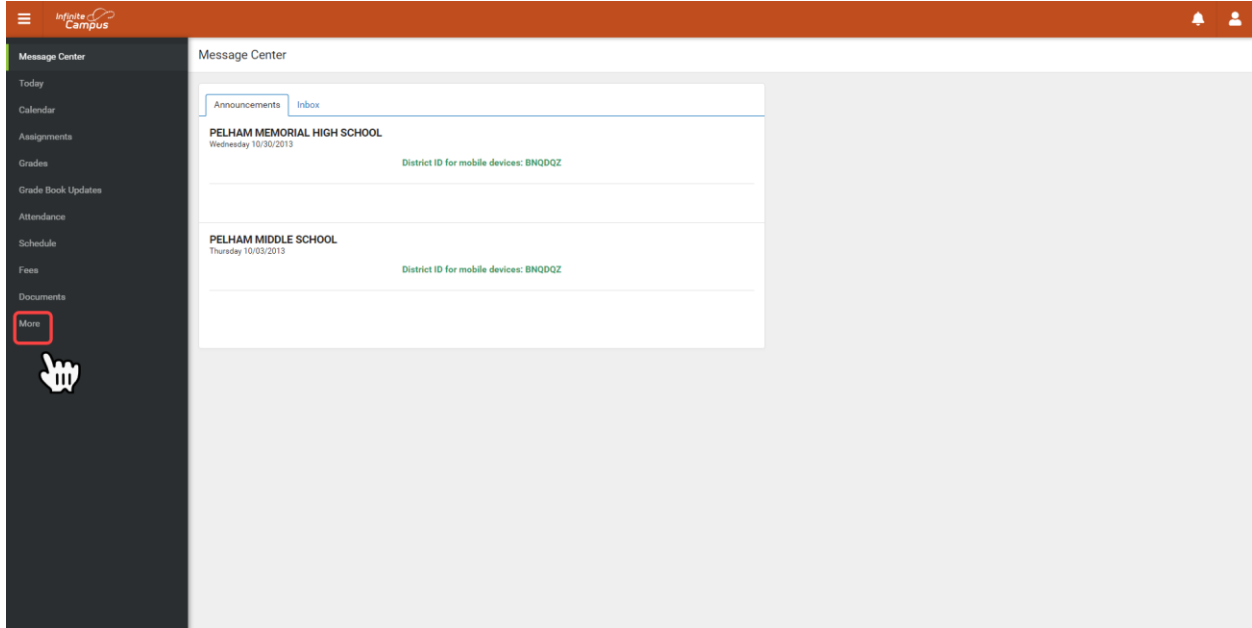 Infinite
Campus
Message Center
Today
Calendar
Assignments
Grades
Grade Book Updates
Attendance
Schedule
Fees
Documents
More
Message Center
Announcements Inbox
PELHAM MEMORIAL HIGH SCHOOL
Wednesday 10/30/2013
District ID for mobile devices: BNQDQZ
PELHAM MIDDLE SCHOOL
Thursday 10/03/2013
District ID for mobile devices: BNQDQZ